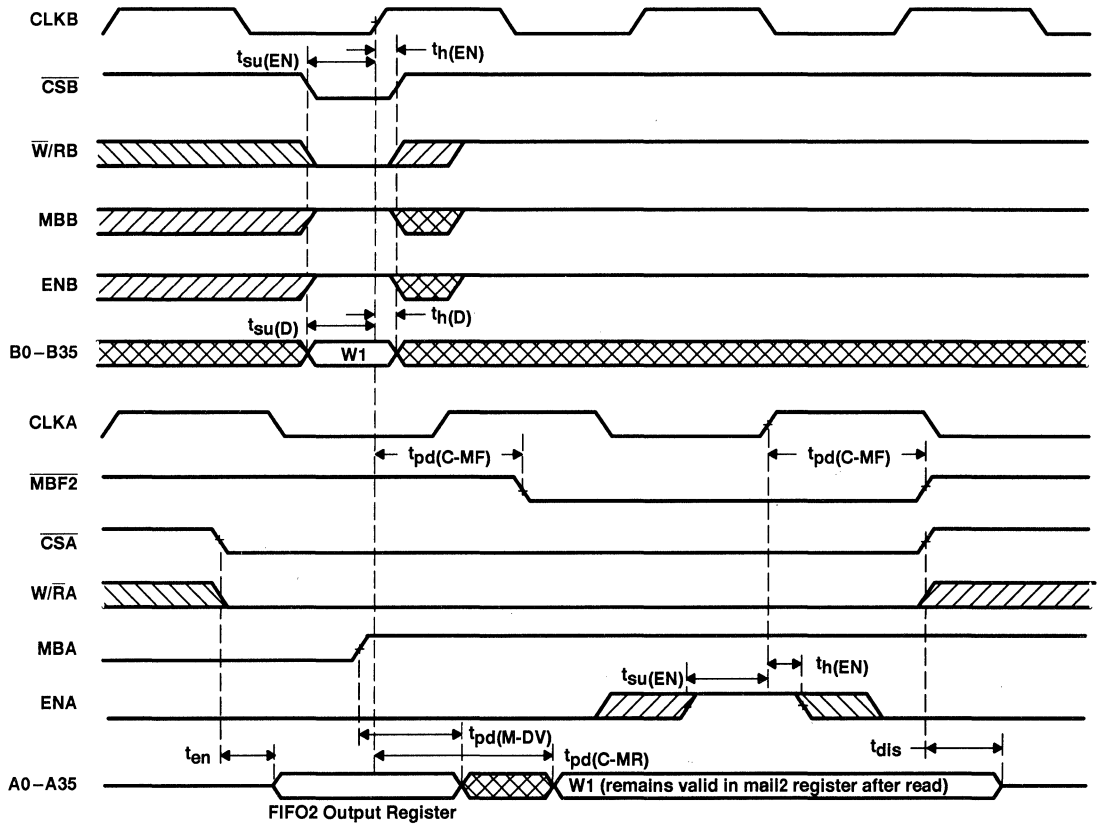 CLKB
tsu(EN)
th(EN)
CSB
W/RB
MBB
ENB
tsu(D)
th(D)
B0–B35
W1
CLKA
tpd(C-MF)
tpd(C-MF)
MBF2
CSA
W/RA
MBA
tsu(EN)
th(EN)
ENA
ten
tpd(M-DV)
tpd(C-MR)
tdis
A0–A35
W1 (remains valid in mail2 register after read)
FIFO2 Output Register